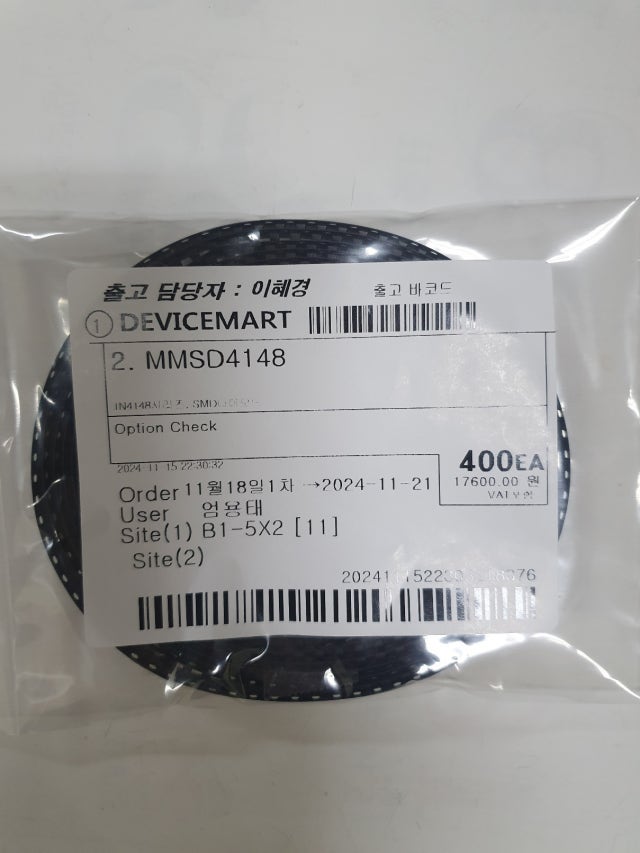 출고 담당자 : 이혜경
출고 바코드
1 DEVICEMART
2. MMSD4148
Option Check
2024-11-15 22:30:32
400EA
17600.00 원
Order 11월18일1차 →2024-11-21
User 엄용태
Site(1) B1-5X2 [11]
Site(2)